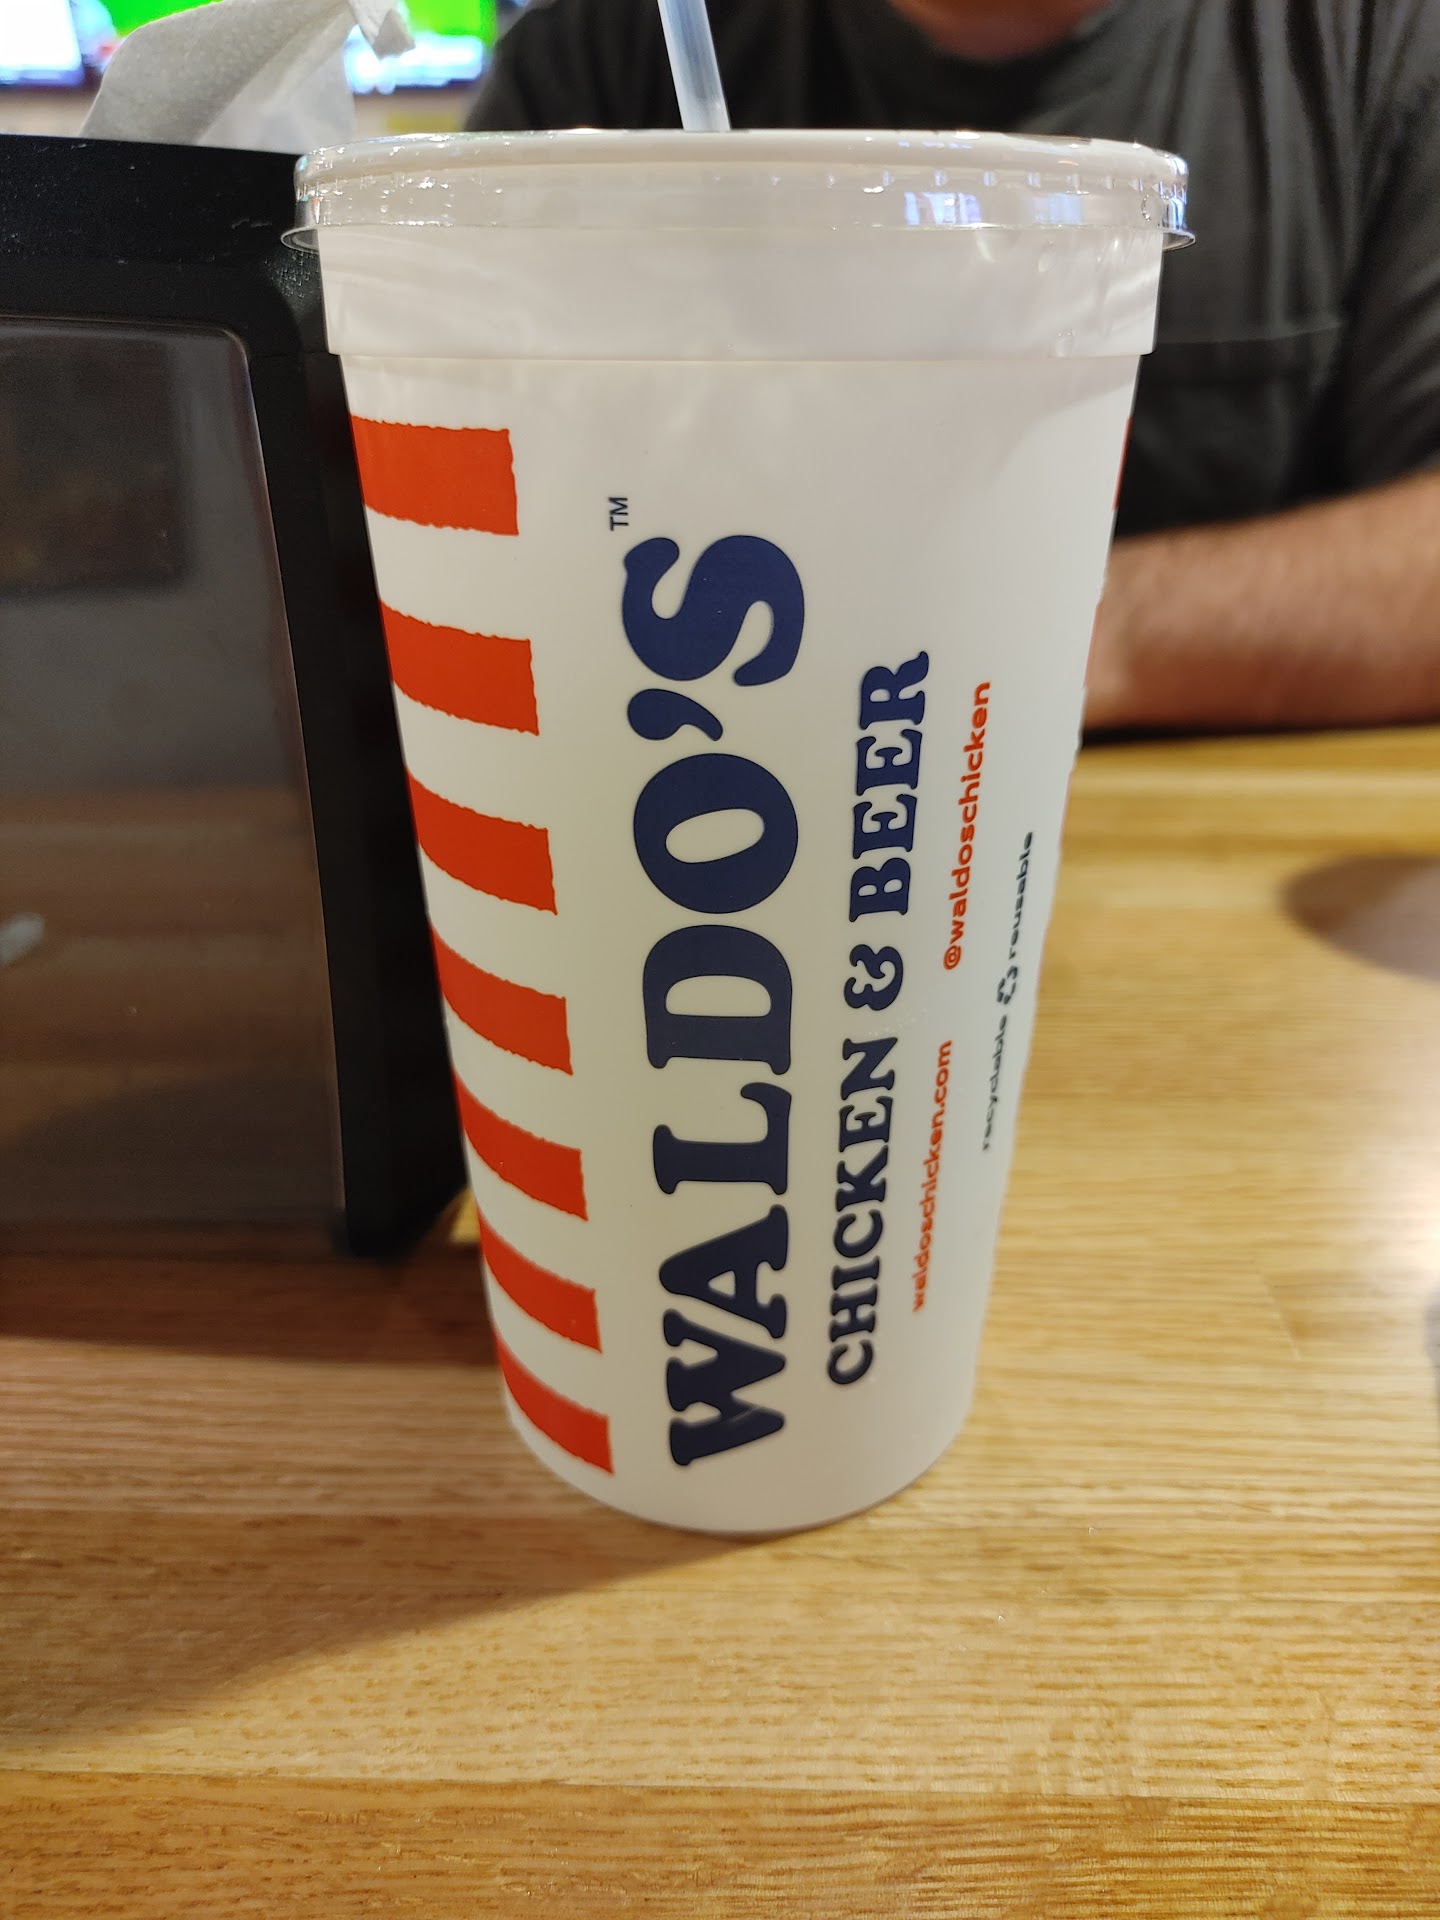 WALDO'S™
CHICKEN & BEER
waldoschicken.com @waldoschicken
recyclable ♻ reusable